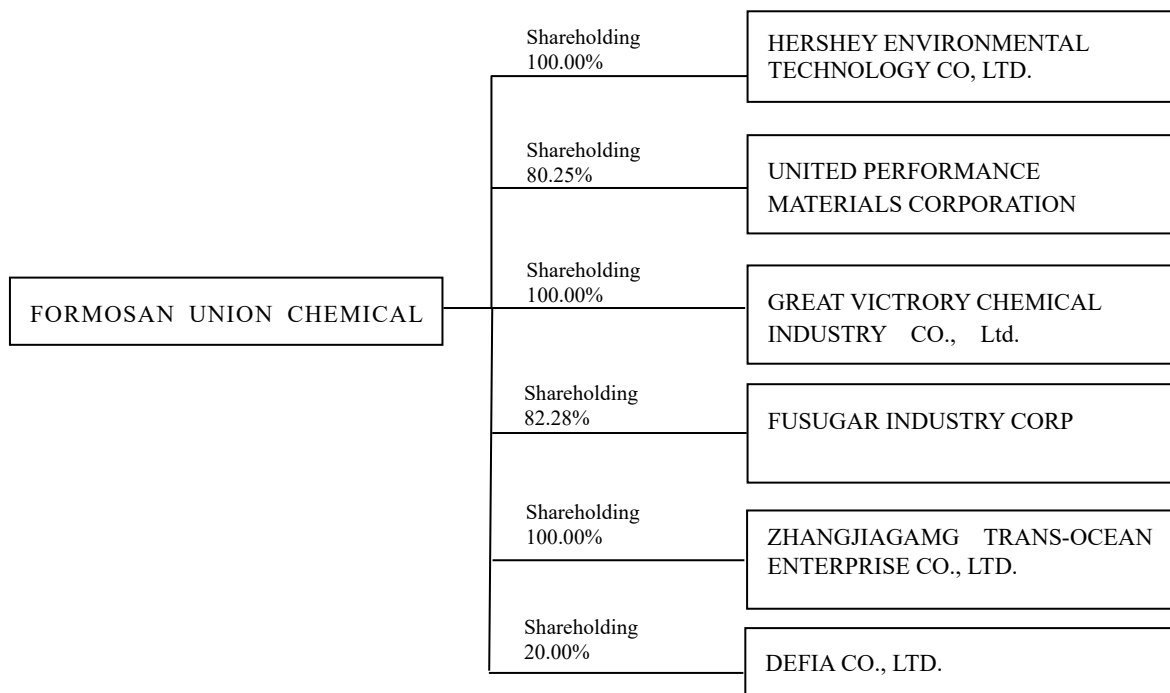 Shareholding
100.00%
HERSHEY ENVIRONMENTAL
TECHNOLOGY CO, LTD.
Shareholding
80.25%
UNITED PERFORMANCE
MATERIALS CORPORATION
FORMOSAN UNION CHEMICAL
Shareholding
100.00%
GREAT VICTRORY CHEMICAL
INDUSTRY CO., Ltd.
Shareholding
82.28%
FUSUGAR INDUSTRY CORP
Shareholding
100.00%
ZHANGJIAGAMG TRANS-OCEAN
ENTERPRISE CO., LTD.
Shareholding
20.00%
DEFIA CO., LTD.